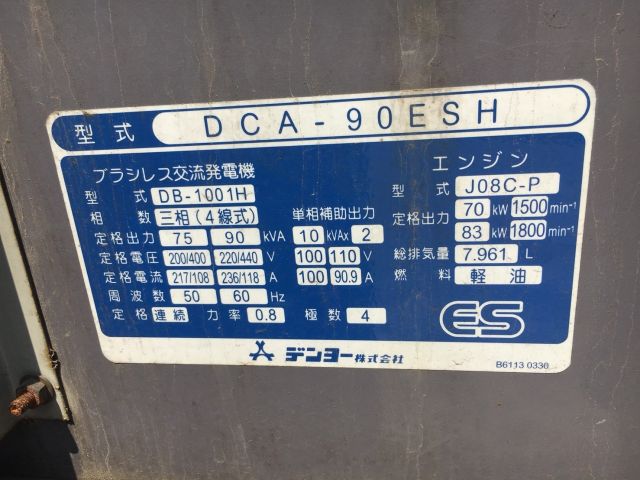 型式 DCA-90ESH
ブラシレス交流発電機
型式 DB-1001H
相数 三相(4線式) 単相補助出力
定格出力 75 90 kVA 10 kVAx 2
定格電圧 200/400 220/440 V 100 110 V
定格電流 217/108 236/118 A 100 90.9 A
周波数 50 60 Hz
定格 連続 力率 0.8 極数 4
エンジン
型式 J08C-P
定格出力 70 kW 1500 min⁻¹
83 kW 1800 min⁻¹
総排気量 7.961 L
燃料 軽油
ES
デンヨー株式会社
B6113 0330